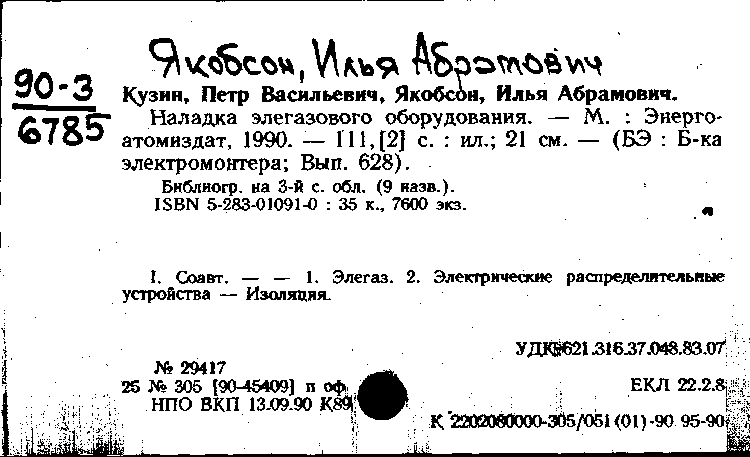 Якобсон, Илья Абрамович
90-3
6785
Кузин, Петр Васильевич, Якобсон, Илья Абрамович.
Наладка элегазового оборудования. — М. : Энерго-
атомиздат, 1990. — 111,[2] с. : ил.; 21 см. — (БЭ : Б-ка
электромонтера; Вып. 628).
Библиогр. на 3-й с. обл. (9 назв.).
ISBN 5-283-01091-0 : 35 к., 7600 экз.
I. Соавт. — — 1. Элегаз. 2. Электрические распределительные
устройства — Изоляция.
УДК 621.316.37.048.83.07
№ 29417
25 № 305 [90-45409] п оф
ЕКЛ 22.2.8
НПО ВКП 13.09.90 К89
К 2202080000-305/051 (01)-90 95-90